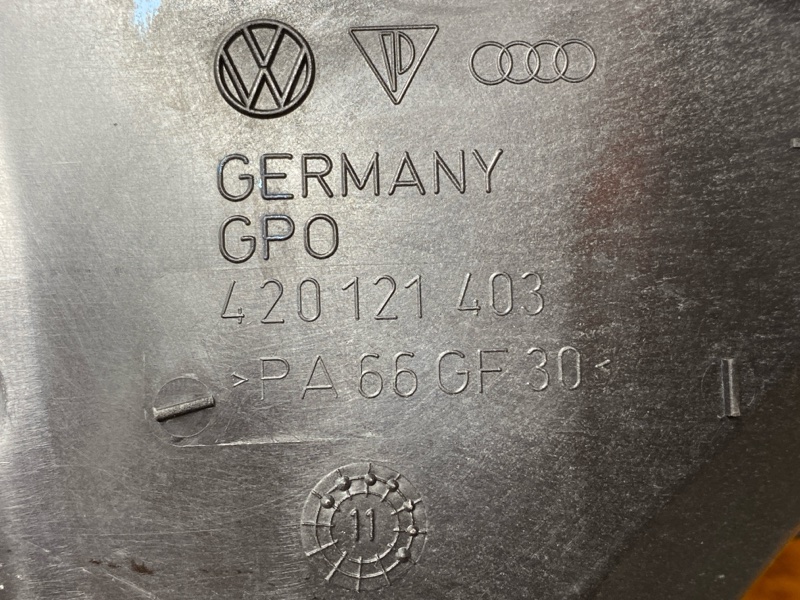 GERMANY
GPO
420 121 403
>PA 66 GF 30<
11